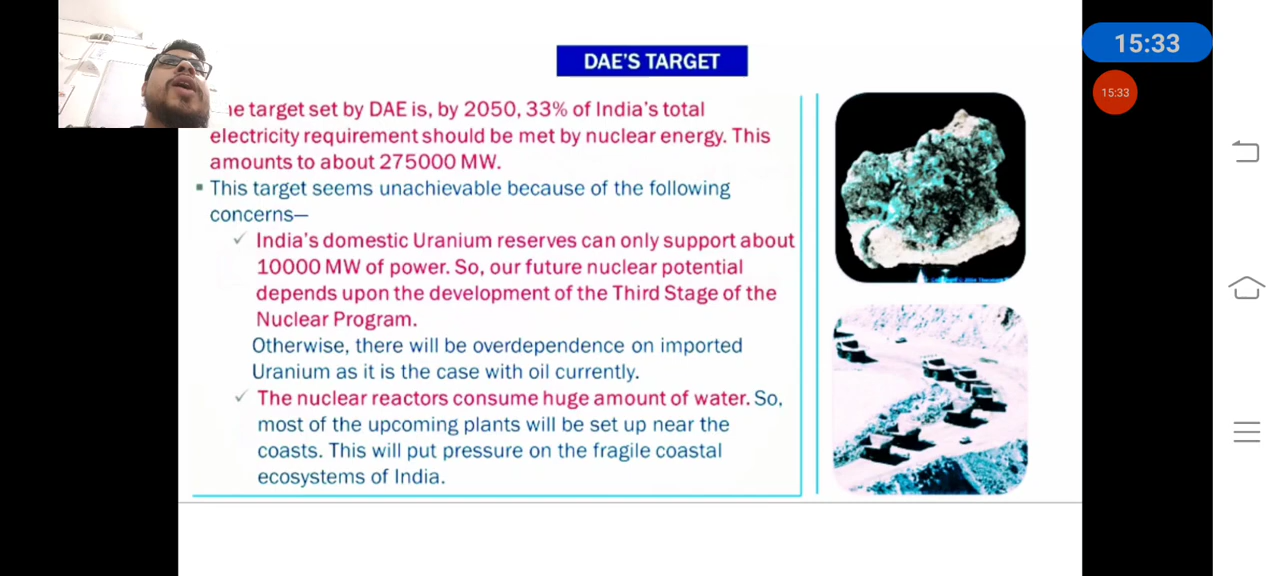 15:33
15:33
DAE'S TARGET
he target set by DAE is, by 2050, 33% of India's total
electricity requirement should be met by nuclear energy. This
amounts to about 275000 MW.
▪ This target seems unachievable because of the following
concerns—
✓ India's domestic Uranium reserves can only support about
10000 MW of power. So, our future nuclear potential
depends upon the development of the Third Stage of the
Nuclear Program.
Otherwise, there will be overdependence on imported
Uranium as it is the case with oil currently.
✓ The nuclear reactors consume huge amount of water. So,
most of the upcoming plants will be set up near the
coasts. This will put pressure on the fragile coastal
ecosystems of India.